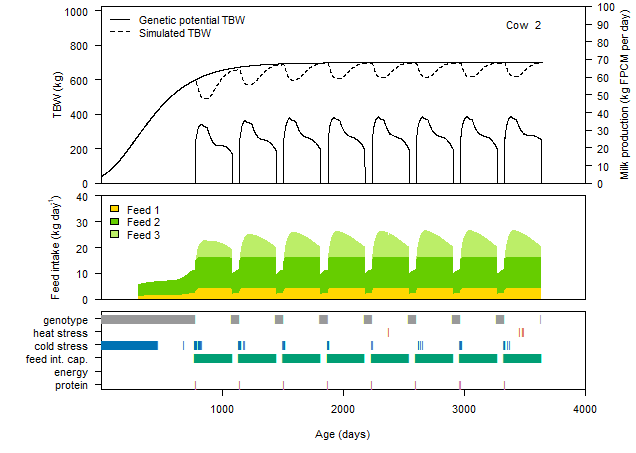 Genetic potential TBW
Simulated TBW
Cow 2
1000
800
600
400
200
0
TBW (kg)
100
90
80
70
60
50
40
30
20
10
0
Milk production (kg FPCM per day)
40
30
20
10
0
Feed intake (kg day⁻¹)
Feed 1
Feed 2
Feed 3
genotype
heat stress
cold stress
feed int. cap.
energy
protein
1000 2000 3000 4000
Age (days)